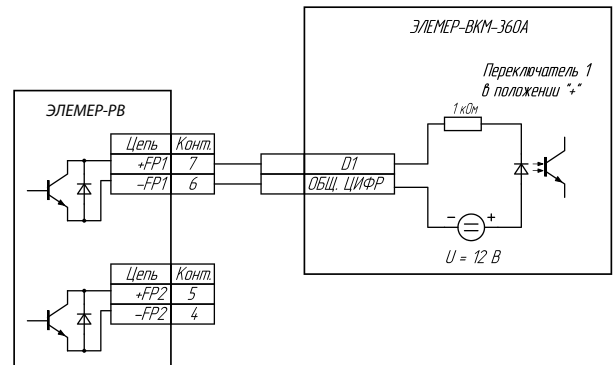 ЭЛЕМЕР-ВКМ-360А
Переключатель 1
в положении "+"
1 кОм
ЭЛЕМЕР-РВ
Цепь Конт.
+FP1 7
-FP1 6
D1
ОБЩ. ЦИФР
- +
U = 12 В
Цепь Конт.
+FP2 5
-FP2 4